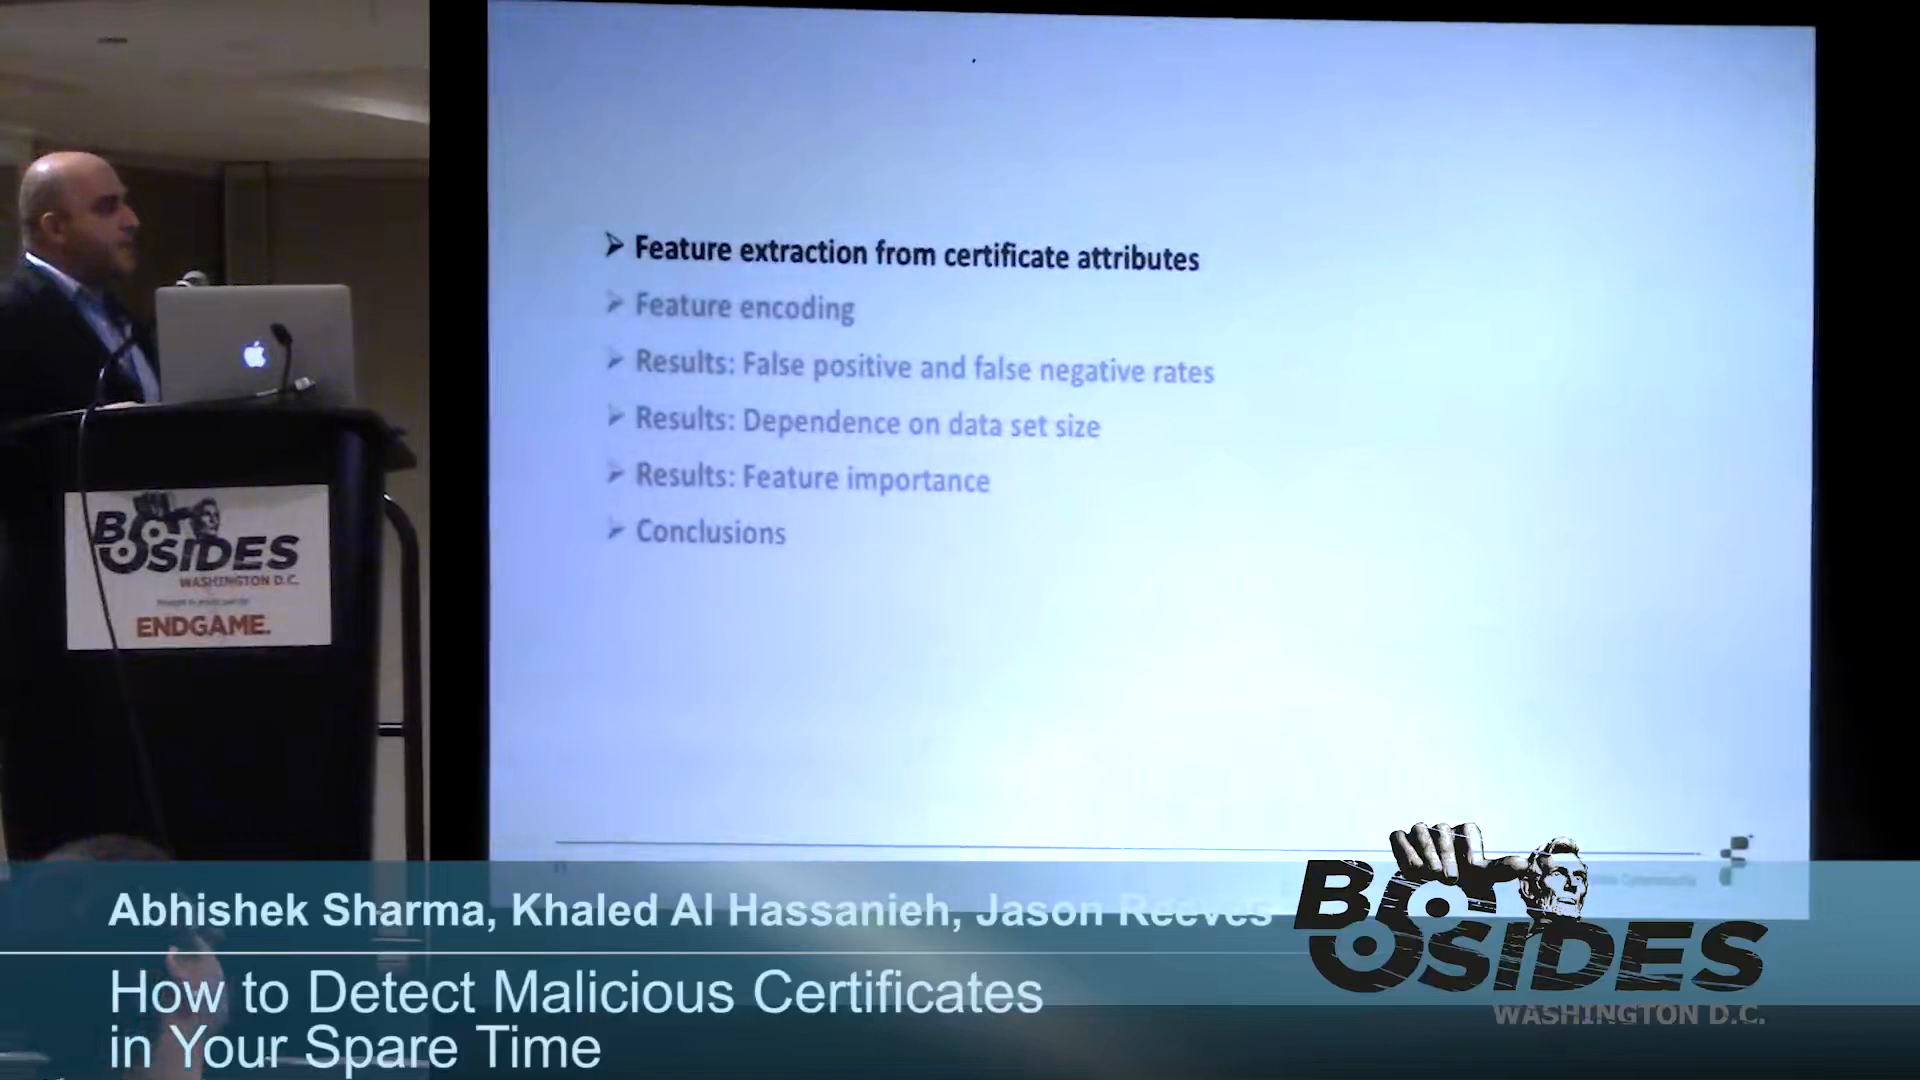 Feature extraction from certificate attributes
Feature encoding
Results: False positive and false negative rates
Results: Dependence on data set size
Results: Feature importance
Conclusions
BSIDES
WASHINGTON D.C.
ENDGAME.
Abhishek Sharma, Khaled Al Hassanieh, Jason Reeves
How to Detect Malicious Certificates
in Your Spare Time
BSIDES
WASHINGTON D.C.